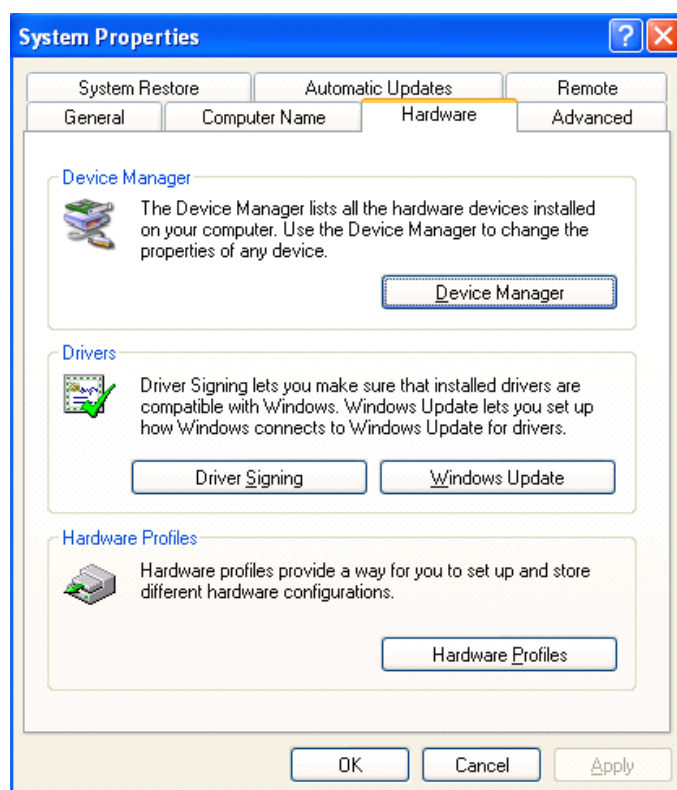 System Properties
System Restore Automatic Updates Remote
General Computer Name Hardware Advanced
Device Manager
The Device Manager lists all the hardware devices installed
on your computer. Use the Device Manager to change the
properties of any device.
Device Manager
Drivers
Driver Signing lets you make sure that installed drivers are
compatible with Windows. Windows Update lets you set up
how Windows connects to Windows Update for drivers.
Driver Signing Windows Update
Hardware Profiles
Hardware profiles provide a way for you to set up and store
different hardware configurations.
Hardware Profiles
OK Cancel Apply